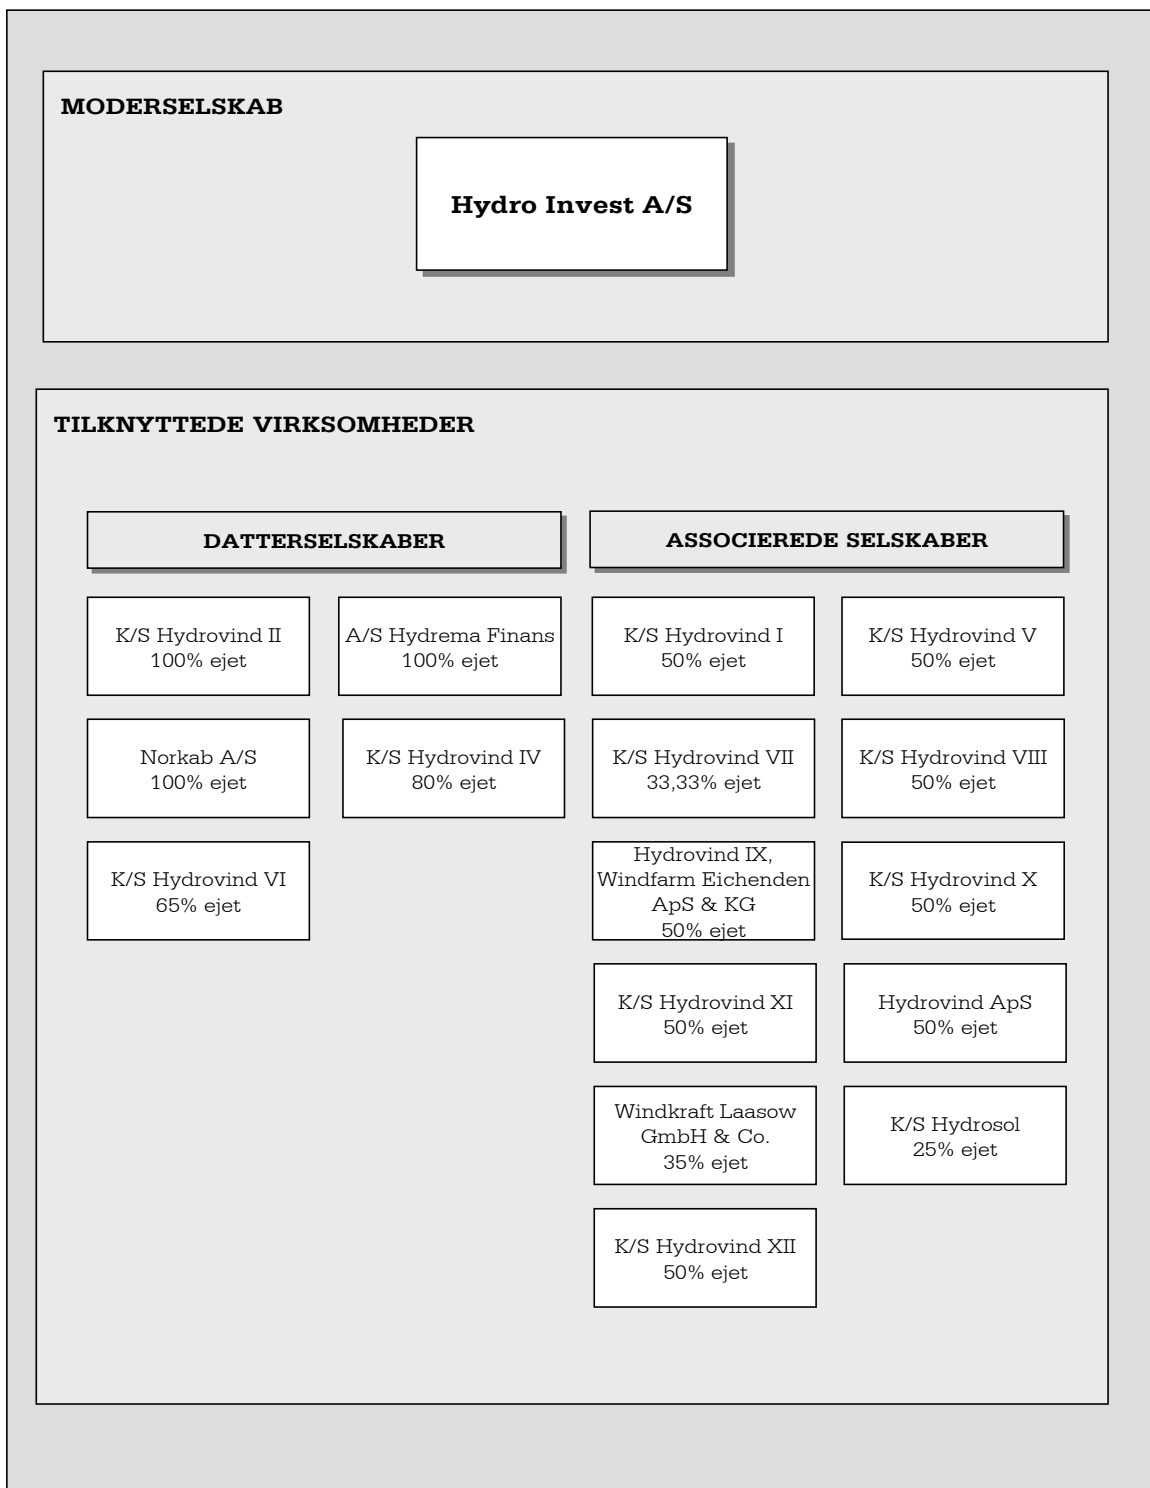 MODERSELSKAB
Hydro Invest A/S
TILKNYTTEDE VIRKSOMHEDER
DATTERSELSKABER
K/S Hydrovind II
100% ejet
A/S Hydrema Finans
100% ejet
Norkab A/S
100% ejet
K/S Hydrovind IV
80% ejet
K/S Hydrovind VI
65% ejet
ASSOCIEREDE SELSKABER
K/S Hydrovind I
50% ejet
K/S Hydrovind V
50% ejet
K/S Hydrovind VII
33,33% ejet
K/S Hydrovind VIII
50% ejet
Hydrovind IX,
Windfarm Eichenden
ApS & KG
50% ejet
K/S Hydrovind X
50% ejet
K/S Hydrovind XI
50% ejet
Hydrovind ApS
50% ejet
Windkraft Laasow
GmbH & Co.
35% ejet
K/S Hydrosol
25% ejet
K/S Hydrovind XII
50% ejet